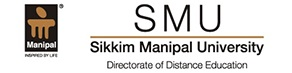 Manipal
INSPIRED BY LIFE
SMU
Sikkim Manipal University
Directorate of Distance Education